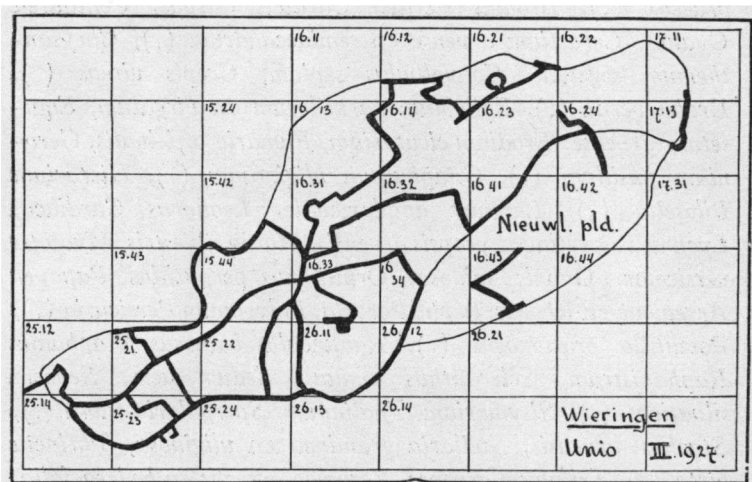 16.11 16.12 16.21 16.22 17.11
15.24 16. 13 16.14 16.23 16.24 17.13
15.42 16.31 16.32 16.41 16.42 17.31
Nieuwl. pld.
15.43 15.44 16.33 16 34 16.43 16.44
25.12 25 21. 25.22 26.11 26. 12 26.21
25.14 25.23 25.24 26.13 26.14
Wieringen
Unio III.1927.